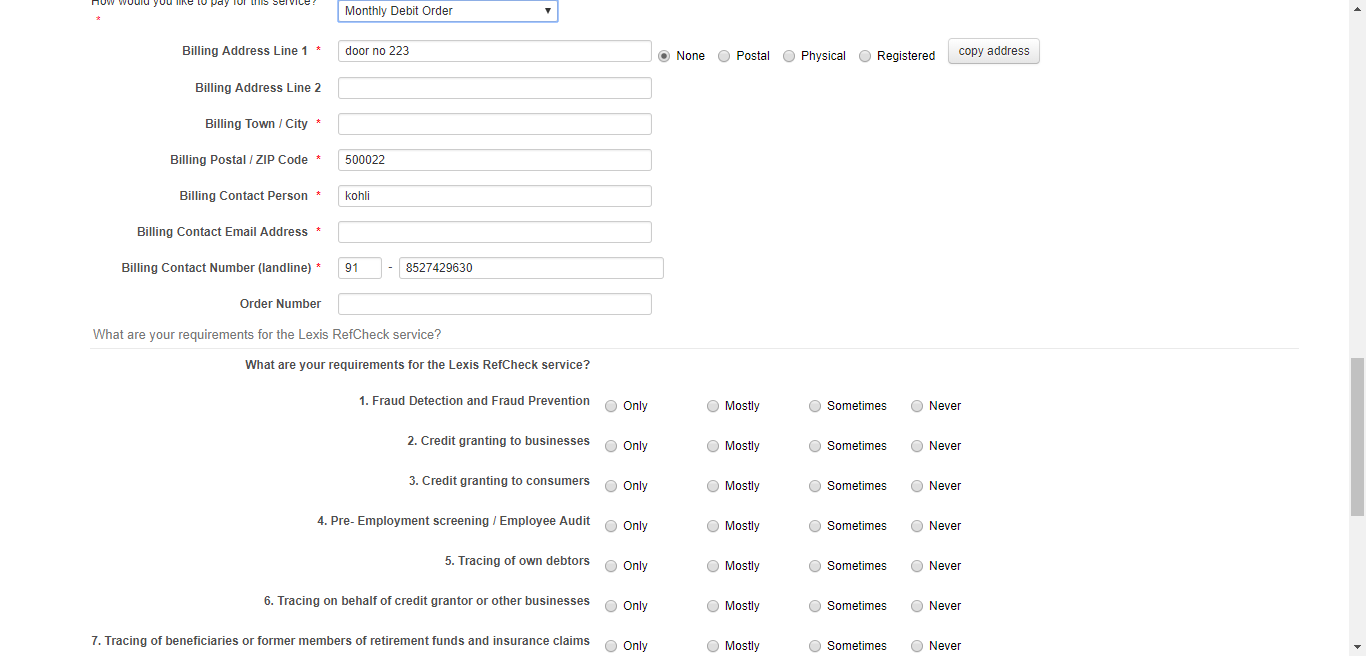 How would you like to pay for this service?
* Monthly Debit Order
Billing Address Line 1 * door no 223 None Postal Physical Registered copy address
Billing Address Line 2
Billing Town / City *
Billing Postal / ZIP Code * 500022
Billing Contact Person * kohli
Billing Contact Email Address *
Billing Contact Number (landline) * 91 - 8527429630
Order Number
What are your requirements for the Lexis RefCheck service?
What are your requirements for the Lexis RefCheck service?
1. Fraud Detection and Fraud Prevention Only Mostly Sometimes Never
2. Credit granting to businesses Only Mostly Sometimes Never
3. Credit granting to consumers Only Mostly Sometimes Never
4. Pre- Employment screening / Employee Audit Only Mostly Sometimes Never
5. Tracing of own debtors Only Mostly Sometimes Never
6. Tracing on behalf of credit grantor or other businesses Only Mostly Sometimes Never
7. Tracing of beneficiaries or former members of retirement funds and insurance claims Only Mostly Sometimes Never